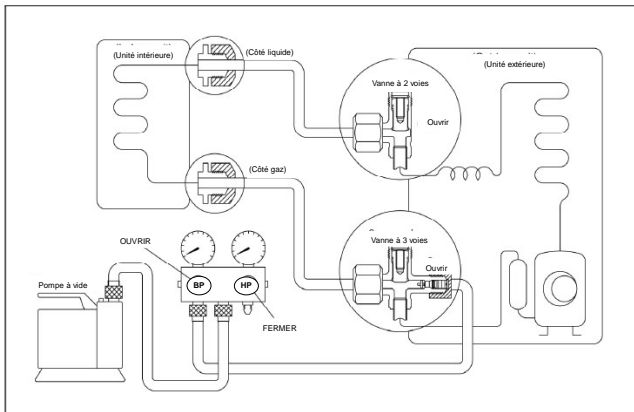 (Unité intérieure)
(Côté liquide)
(Unité extérieure)
Vanne à 2 voies
Ouvrir
(Côté gaz)
Vanne à 3 voies
Ouvrir
OUVRIR
BP
HP
FERMER
Pompe à vide